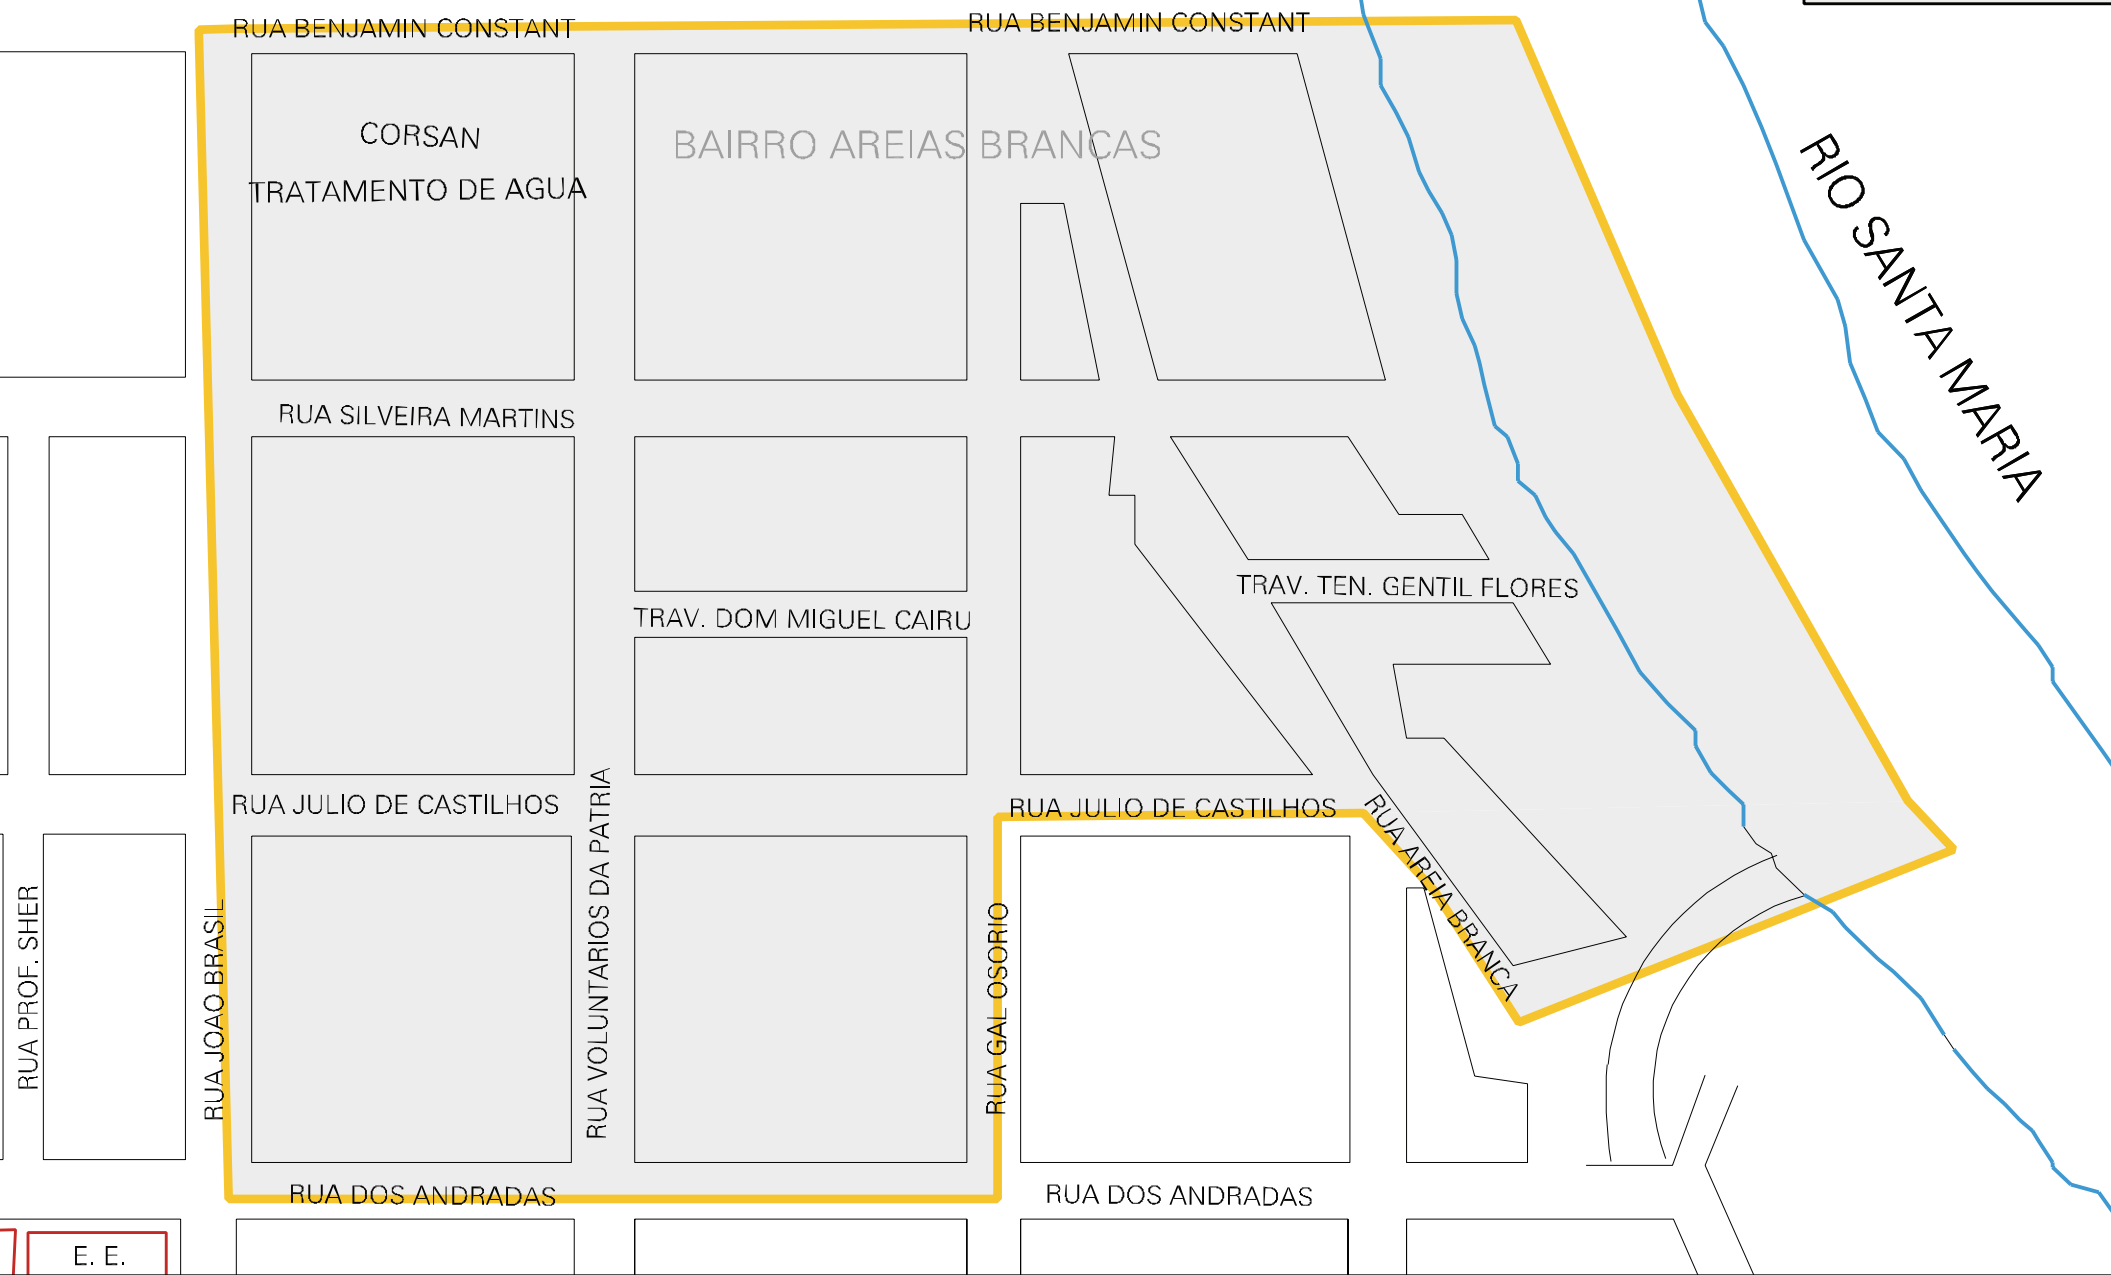 RUA BENJAMIN CONSTANT
RUA BENJAMIN CONSTANT
CORSAN
TRATAMENTO DE AGUA
BAIRRO AREIAS BRANCAS
RIO SANTA MARIA
RUA SILVEIRA MARTINS
TRAV. TEN. GENTIL FLORES
TRAV. DOM MIGUEL CAIRU
RUA JULIO DE CASTILHOS
RUA JULIO DE CASTILHOS
RUA PROF. SHER
RUA JOAO BRASIL
RUA VOLUNTARIOS DA PATRIA
RUA GAL OSORIO
RUA AREIA BRANCA
RUA DOS ANDRADAS
RUA DOS ANDRADAS
E. E.